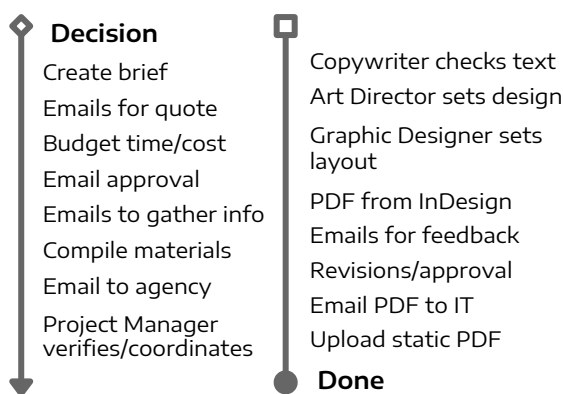 Decision
Create brief
Emails for quote
Budget time/cost
Email approval
Emails to gather info
Compile materials
Email to agency
Project Manager
verifies/coordinates
Copywriter checks text
Art Director sets design
Graphic Designer sets
layout
PDF from InDesign
Emails for feedback
Revisions/approval
Email PDF to IT
Upload static PDF
Done